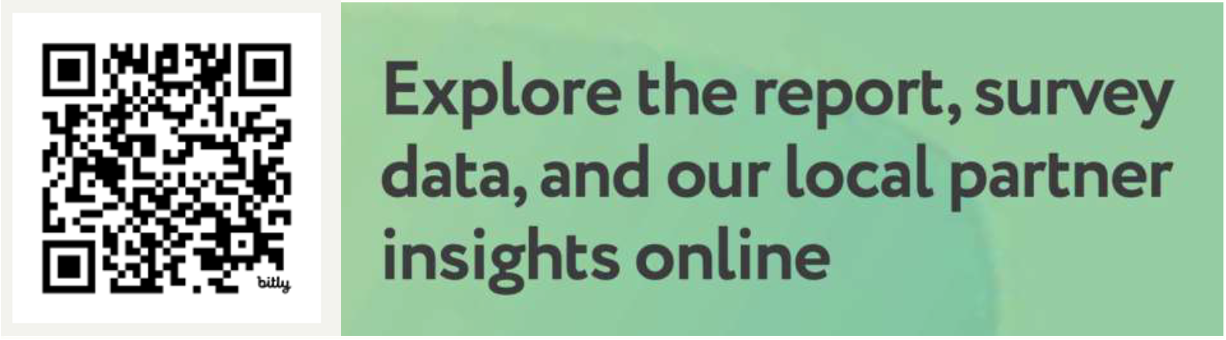 bitly
Explore the report, survey
data, and our local partner
insights online